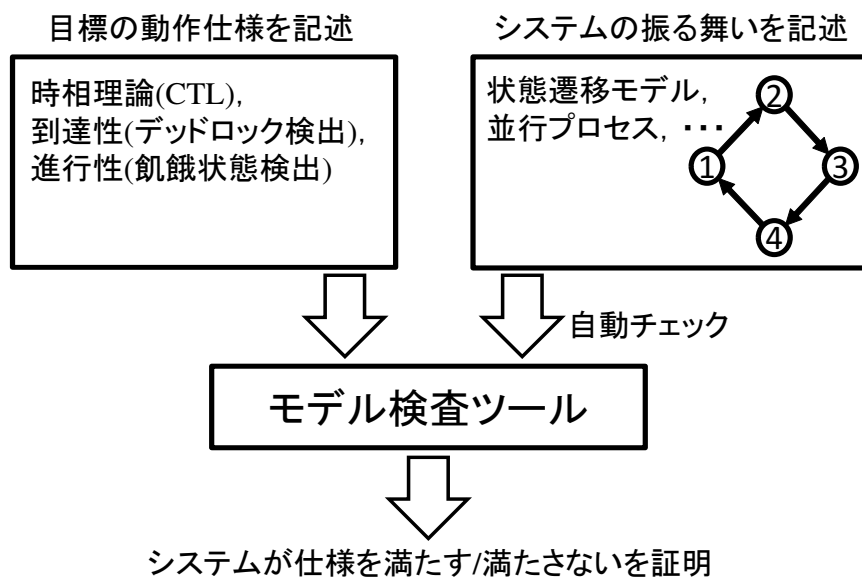 目標の動作仕様を記述
時相理論(CTL),
到達性(デッドロック検出),
進行性(飢餓状態検出)
システムの振る舞いを記述
状態遷移モデル,
並行プロセス, ・・・
2
1
3
4
自動チェック
モデル検査ツール
システムが仕様を満たす/満たさないを証明